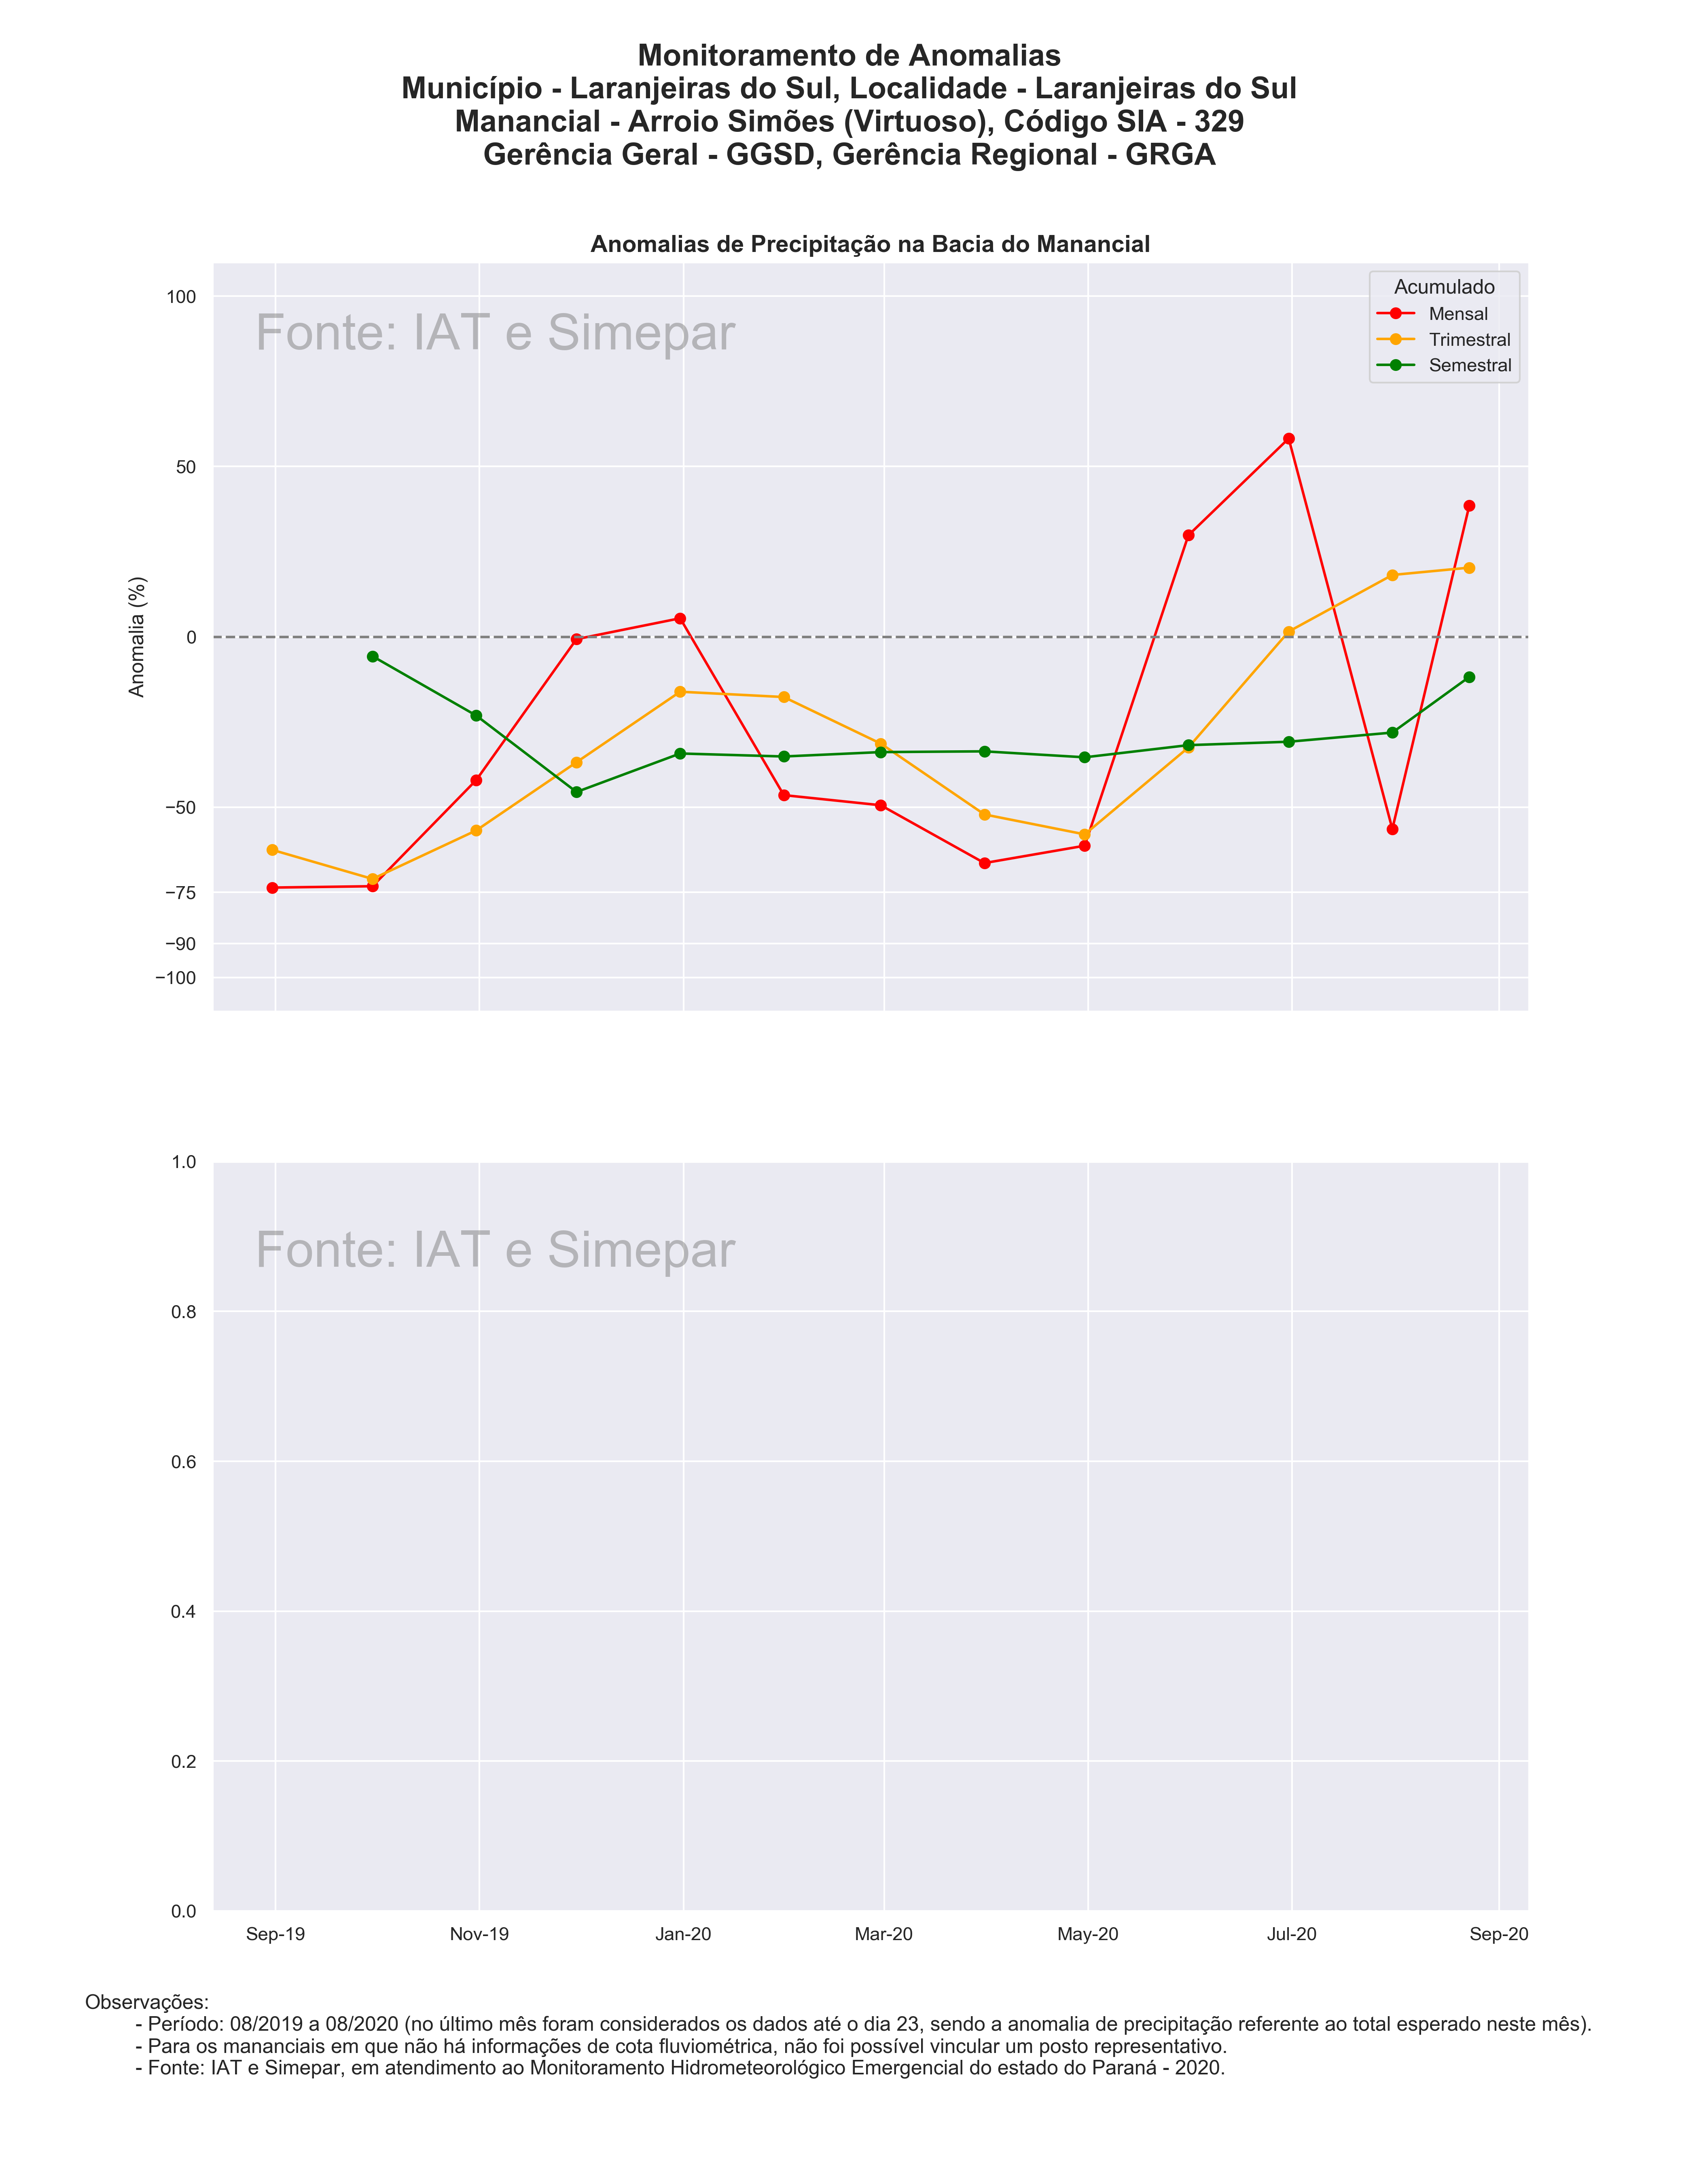 Monitoramento de Anomalias
Município - Laranjeiras do Sul, Localidade - Laranjeiras do Sul
Manancial - Arroio Simões (Virtuoso), Código SIA - 329
Gerência Geral - GGSD, Gerência Regional - GRGA
Anomalias de Precipitação na Bacia do Manancial
Fonte: IAT e Simepar
Acumulado
Mensal
Trimestral
Semestral
Anomalia (%)
100
50
0
−50
−75
−90
−100
Fonte: IAT e Simepar
1.0
0.8
0.6
0.4
0.2
0.0
Sep-19 Nov-19 Jan-20 Mar-20 May-20 Jul-20 Sep-20
Observações:
- Período: 08/2019 a 08/2020 (no último mês foram considerados os dados até o dia 23, sendo a anomalia de precipitação referente ao total esperado neste mês).
- Para os mananciais em que não há informações de cota fluviométrica, não foi possível vincular um posto representativo.
- Fonte: IAT e Simepar, em atendimento ao Monitoramento Hidrometeorológico Emergencial do estado do Paraná - 2020.